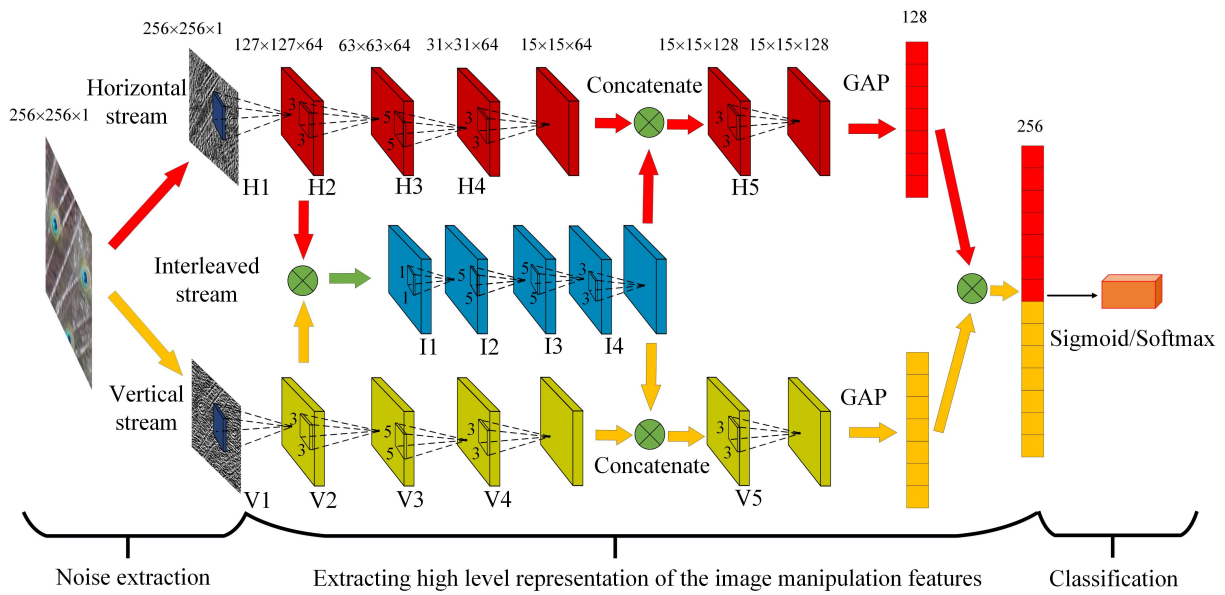 256×256×1
127×127×64
63×63×64
31×31×64
15×15×64
15×15×128
15×15×128
128
Horizontal
stream
Concatenate
GAP
256×256×1
256
3
3
5
5
3
3
3
3
H1
H2
H3
H4
H5
Interleaved
stream
1
1
5
5
5
5
3
3
I1
I2
I3
I4
Sigmoid/Softmax
Vertical
stream
GAP
3
3
5
5
3
3
3
3
Concatenate
V1
V2
V3
V4
V5
Noise extraction
Extracting high level representation of the image manipulation features
Classification